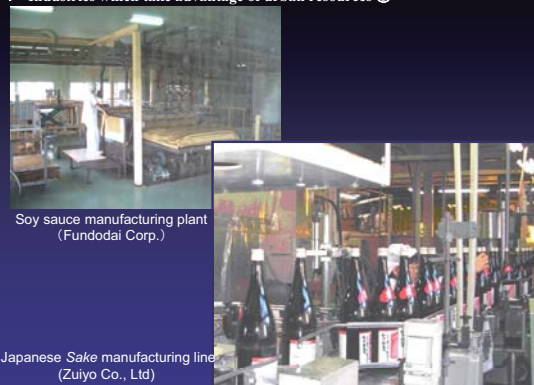 Industries which take advantage of urban resources
Soy sauce manufacturing plant
（Fundodai Corp.）
Japanese Sake manufacturing line
(Zuiyo Co., Ltd)